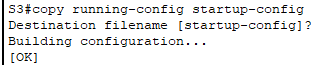 S3#copy running-config startup-config
Destination filename [startup-config]?
Building configuration...
[OK]